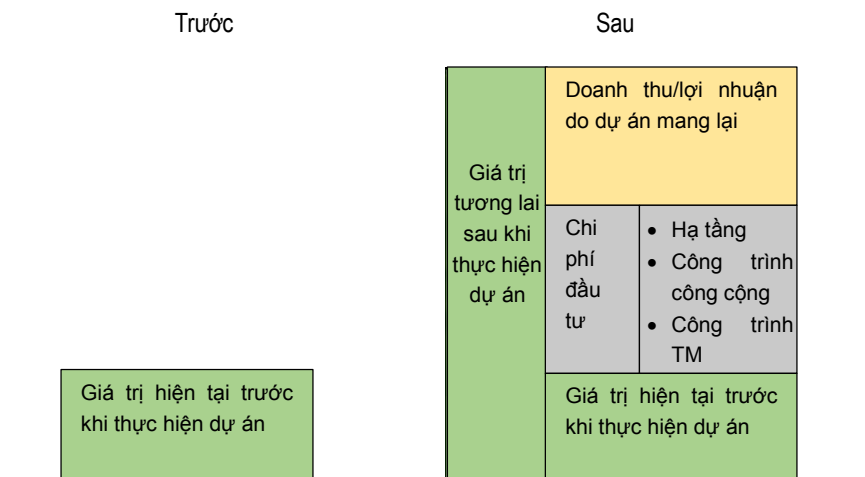 Trước
Sau
Giá trị hiện tại trước
khi thực hiện dự án
Giá trị
tương lai
sau khi
thực hiện
dự án
Doanh thu/lợi nhuận
do dự án mang lại
Chi
phí
đầu
tư
• Hạ tầng
• Công trình
công cộng
• Công trình
TM
Giá trị hiện tại trước
khi thực hiện dự án